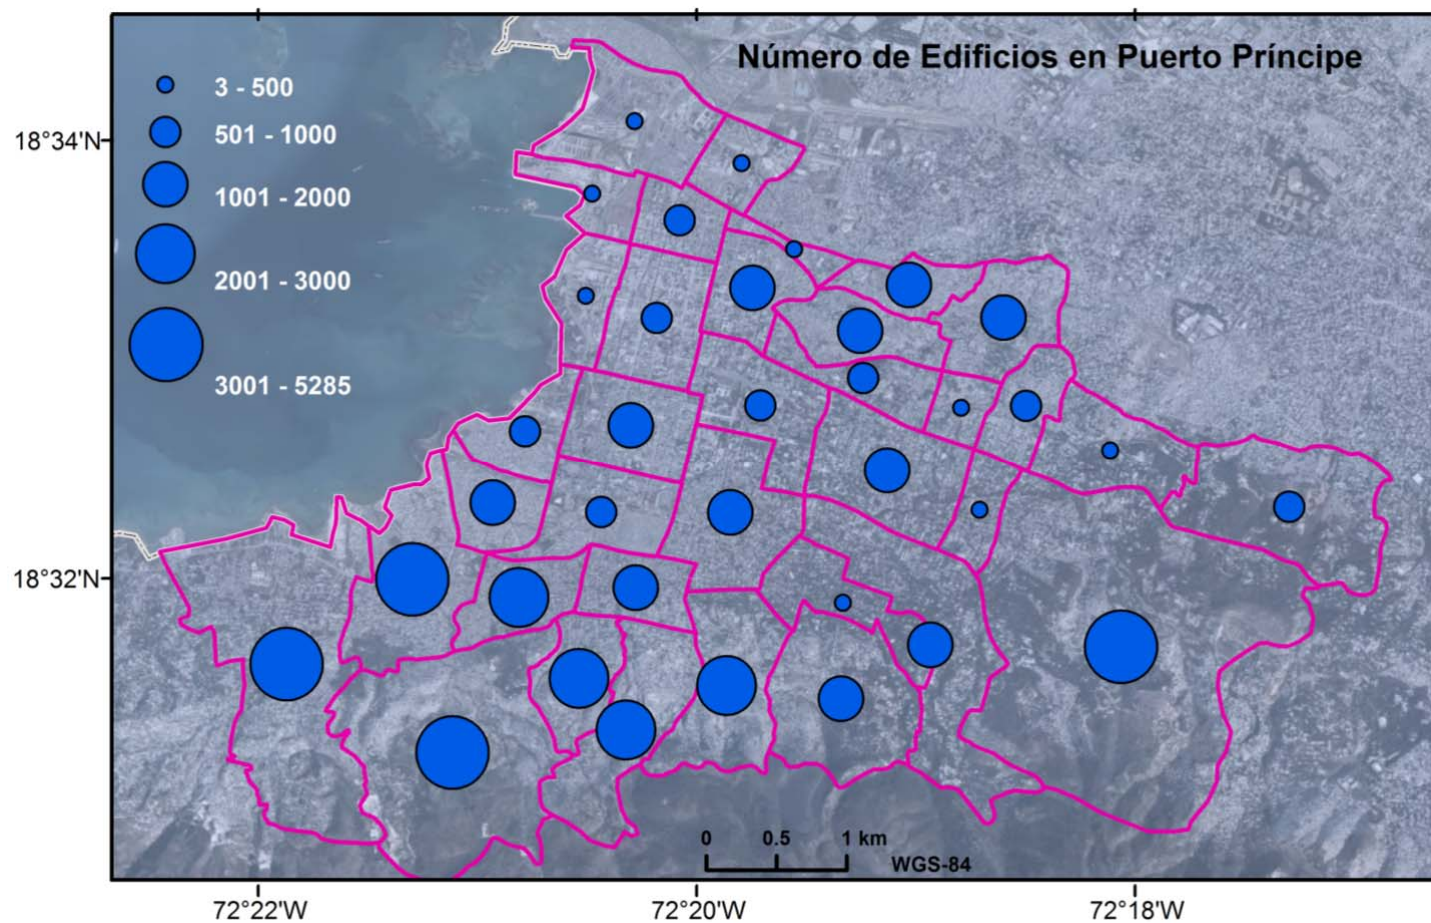 Número de Edificios en Puerto Príncipe
3 - 500
501 - 1000
1001 - 2000
2001 - 3000
3001 - 5285
18°34'N
18°32'N
0 0.5 1 km
WGS-84
72°22'W 72°20'W 72°18'W